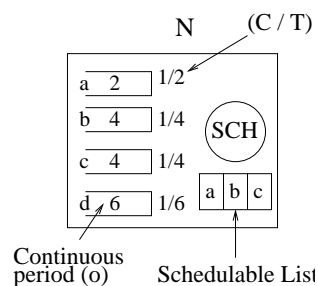 N
(C / T)
a 2 1/2
b 4 1/4
c 4 1/4
d 6 1/6
SCH
a b c
Continuous
period (o)
Schedulable List